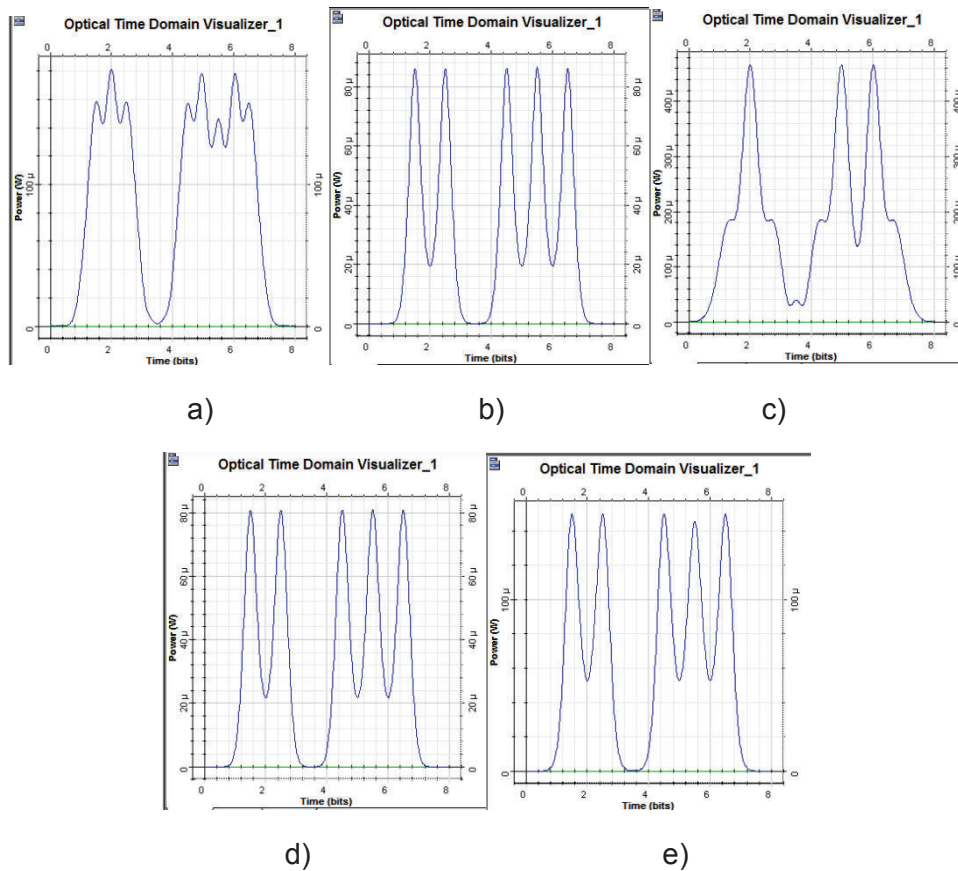 Optical Time Domain Visualizer_1
0 2 4 6 8
Power (W)
100 µ
0
100 µ
0
0 2 4 6 8
Time (bits)
a)
Optical Time Domain Visualizer_1
0 2 4 6 8
Power (W)
80 µ
60 µ
40 µ
20 µ
0
80 µ
60 µ
40 µ
20 µ
0
0 2 4 6 8
Time (bits)
b)
Optical Time Domain Visualizer_1
0 2 4 6 8
Power (W)
400 µ
300 µ
200 µ
100 µ
0
400 µ
300 µ
200 µ
100 µ
0
0 2 4 6 8
Time (bits)
c)
Optical Time Domain Visualizer_1
0 2 4 6 8
Power (W)
80 µ
60 µ
40 µ
20 µ
0
80 µ
60 µ
40 µ
20 µ
0
0 2 4 6 8
Time (bits)
d)
Optical Time Domain Visualizer_1
0 2 4 6 8
Power (W)
100 µ
0
100 µ
0
0 2 4 6 8
Time (bits)
e)